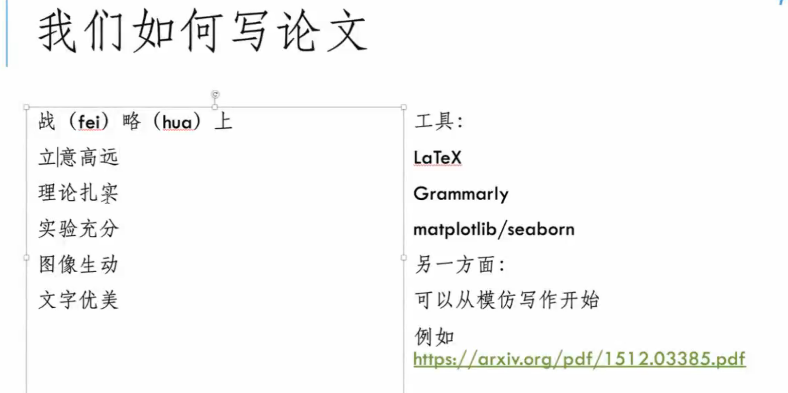 我们如何写论文
战（fei）略（hua）上
立意高远
理论扎实
实验充分
图像生动
文字优美
工具：
LaTeX
Grammarly
matplotlib/seaborn
另一方面：
可以从模仿写作开始
例如
https://arxiv.org/pdf/1512.03385.pdf